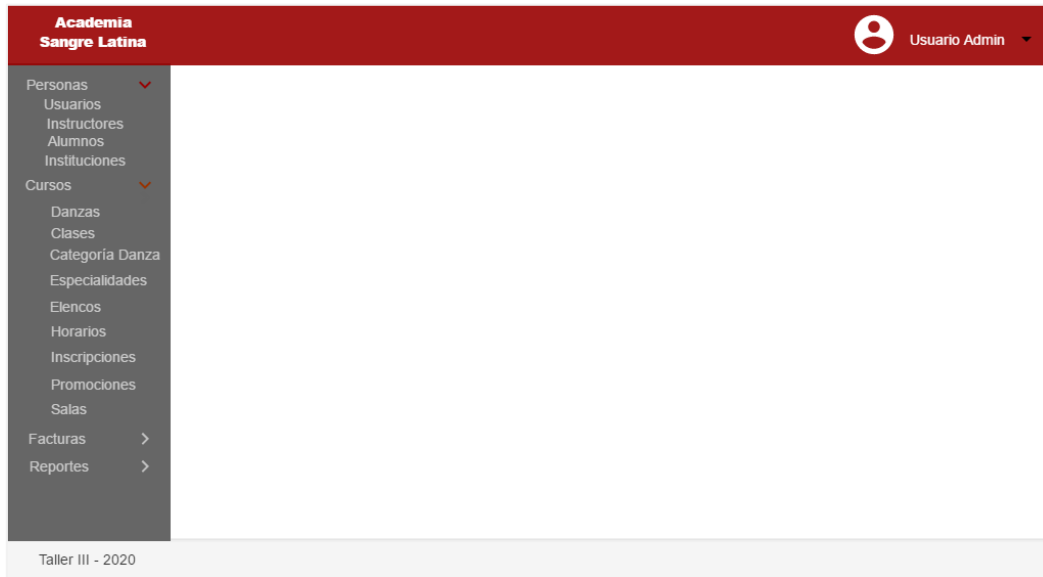 Academia
Sangre Latina
Usuario Admin
Personas
Usuarios
Instructores
Alumnos
Instituciones
Cursos
Danzas
Clases
Categoría Danza
Especialidades
Elencos
Horarios
Inscripciones
Promociones
Salas
Facturas
Reportes
Taller III - 2020